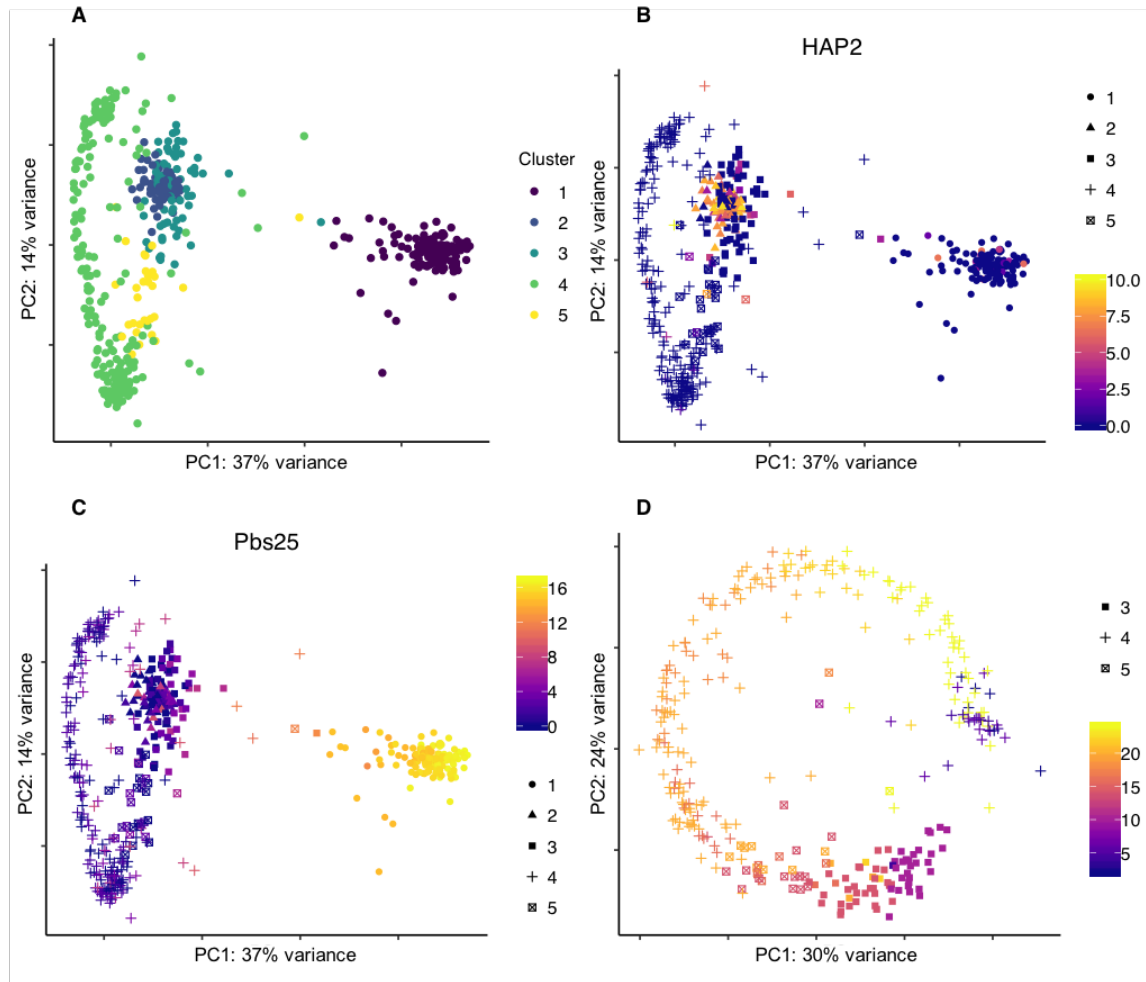 A
PC2: 14% variance
PC1: 37% variance
Cluster
1
2
3
4
5
B
HAP2
PC2: 14% variance
PC1: 37% variance
1
2
3
4
5
10.0
7.5
5.0
2.5
0.0
C
Pbs25
PC2: 14% variance
PC1: 37% variance
16
12
8
4
0
1
2
3
4
5
D
PC2: 24% variance
PC1: 30% variance
3
4
5
20
15
10
5